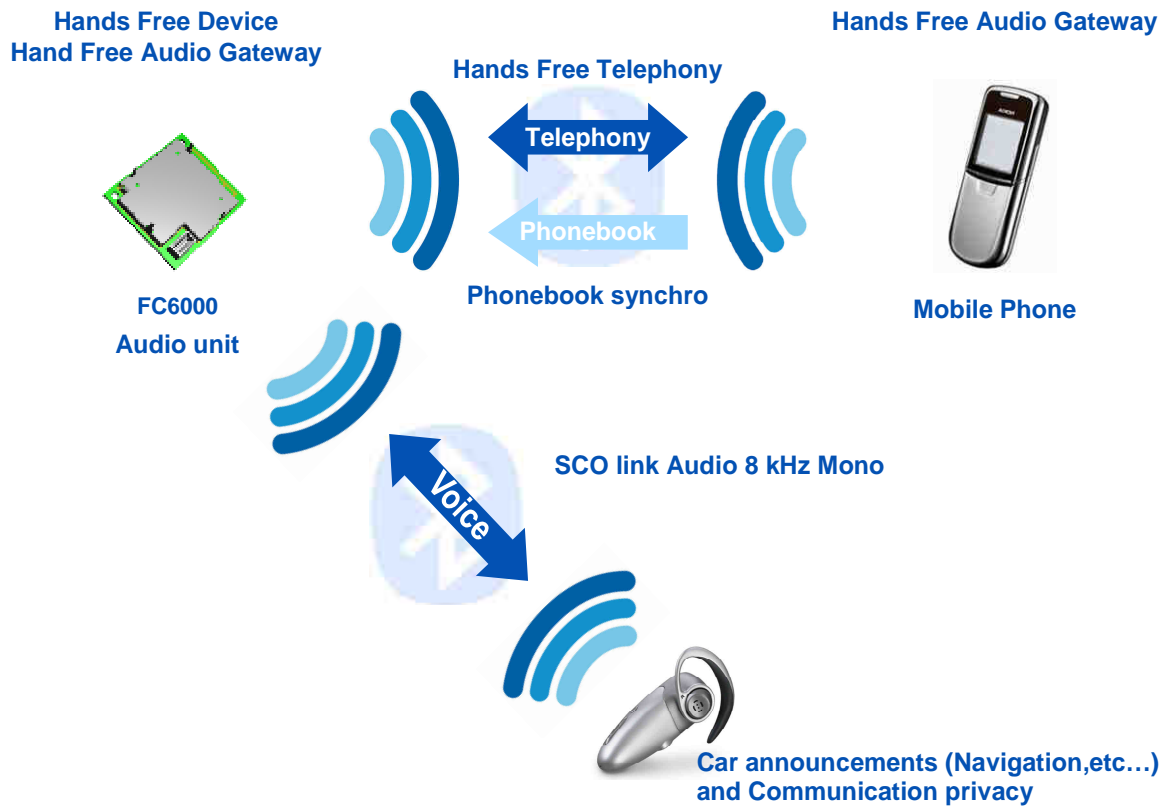 Hands Free Device
Hand Free Audio Gateway
Hands Free Audio Gateway
Hands Free Telephony
Telephony
Phonebook
Phonebook synchro
FC6000
Audio unit
Mobile Phone
SCO link Audio 8 kHz Mono
Voice
Car announcements (Navigation,etc…)
and Communication privacy